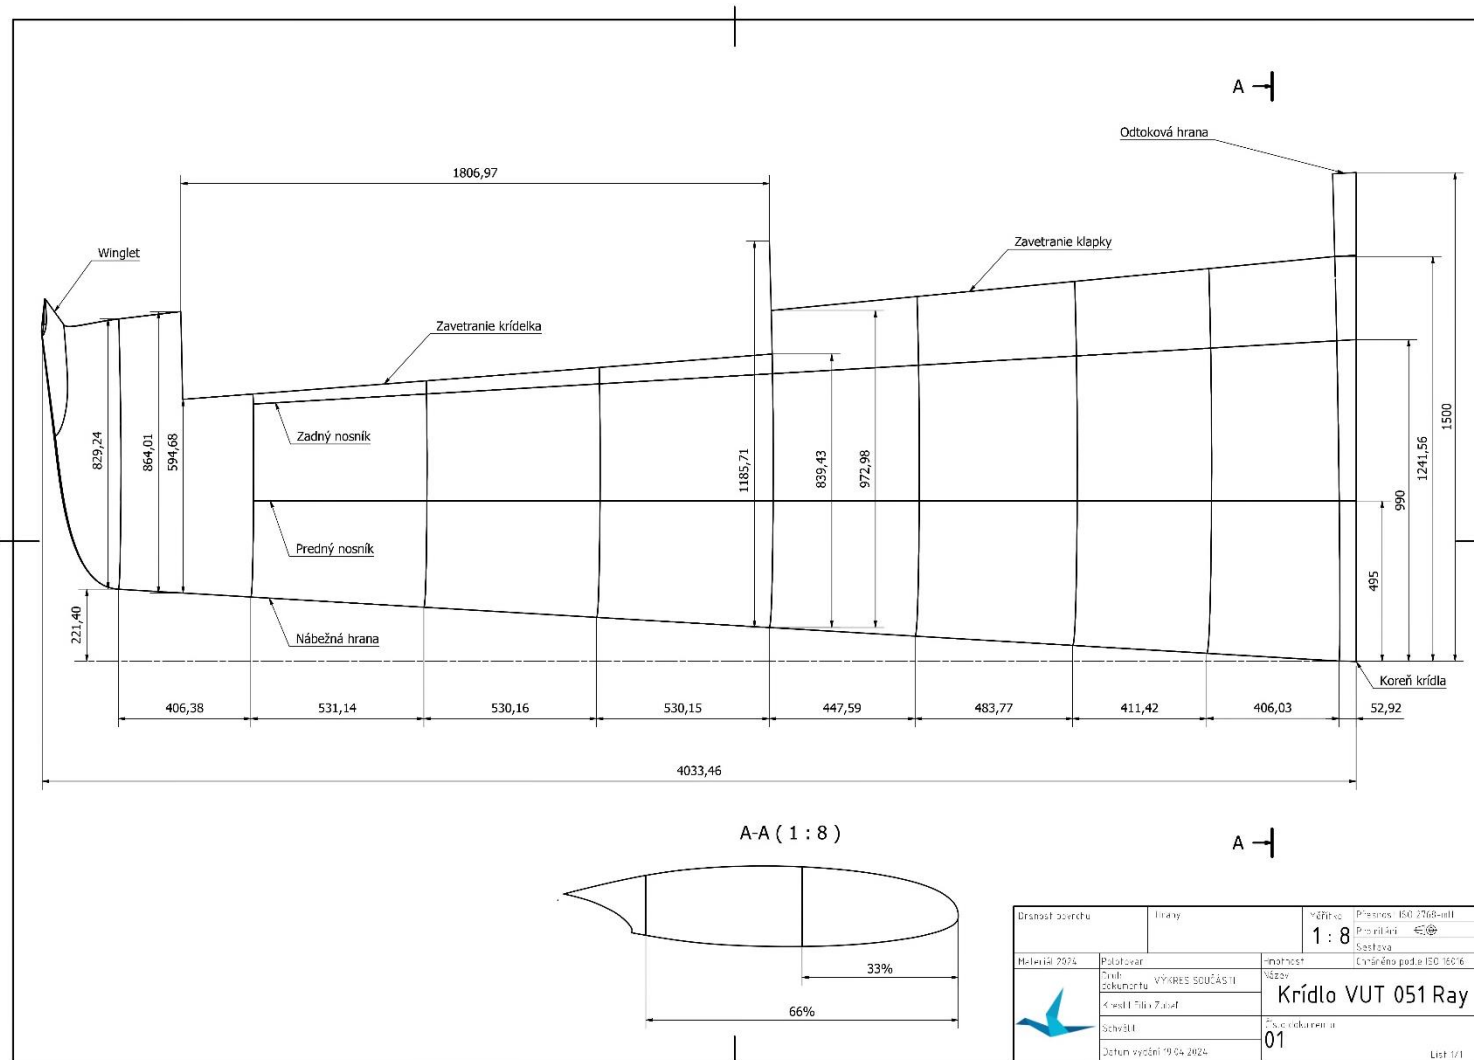 A
Odtoková hrana
1806,97
Winglet
Zavetranie klapky
Zavetranie krídelka
Zadný nosník
829,24
864,01
594,68
1185,71
839,43
972,98
1500
1241,56
990
495
Predný nosník
221,40
Nábežná hrana
Koreň krídla
406,38
531,14
530,16
530,15
447,59
483,77
411,42
406,03
52,92
4033,46
A-A ( 1 : 8 )
A
33%
66%
Drsnost povrchu
Hrany
Měřítko
1 : 8
Přesnost ISO 2768-mH
Promítání
Sestava
Materiál 2024
Polotovar
Hmotnost
Chráněno podle ISO 16016
Druh dokumentu
VÝKRES SOUČÁSTI
Název
Krídlo VUT 051 Ray
Kreslil Filip
Schválil
Číslo dokumentu
01
Datum vydání 19.04.2024
List 1/1